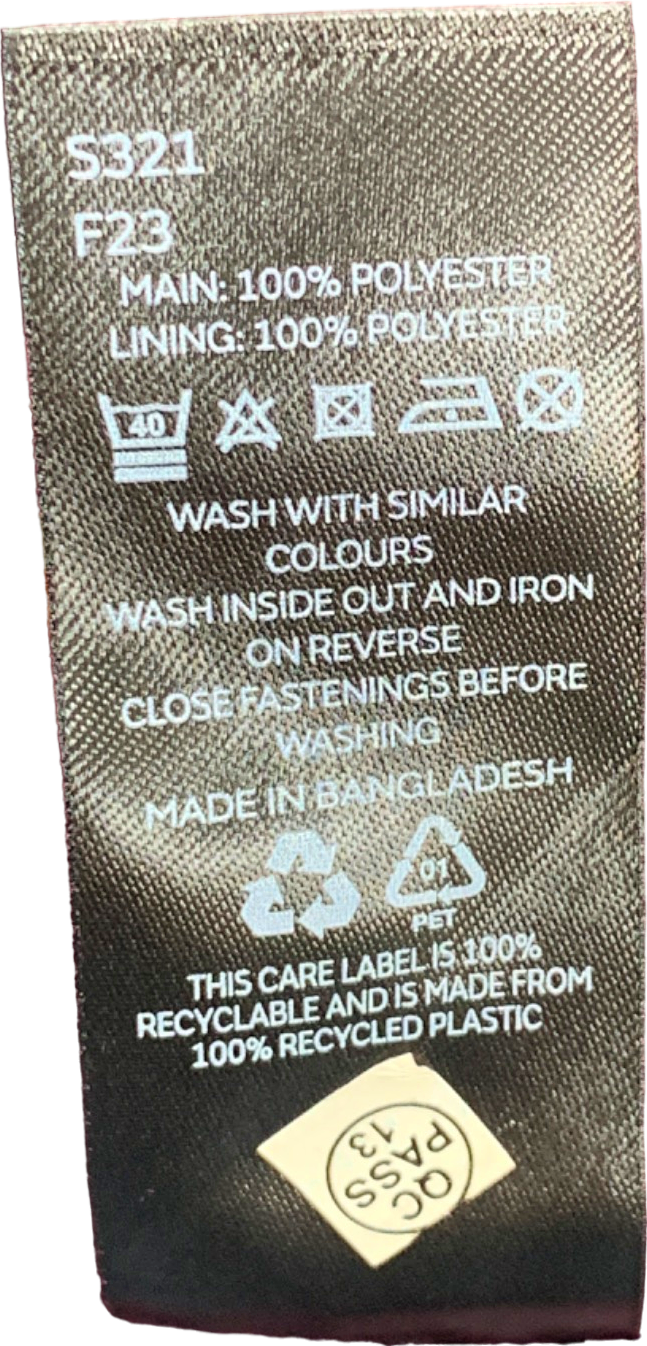 S321
F23
MAIN: 100% POLYESTER
LINING: 100% POLYESTER
40
WASH WITH SIMILAR
COLOURS
WASH INSIDE OUT AND IRON
ON REVERSE
CLOSE FASTENINGS BEFORE
WASHING
MADE IN BANGLADESH
01
PET
THIS CARE LABEL IS 100%
RECYCLABLE AND IS MADE FROM
100% RECYCLED PLASTIC
QC
PASS
13